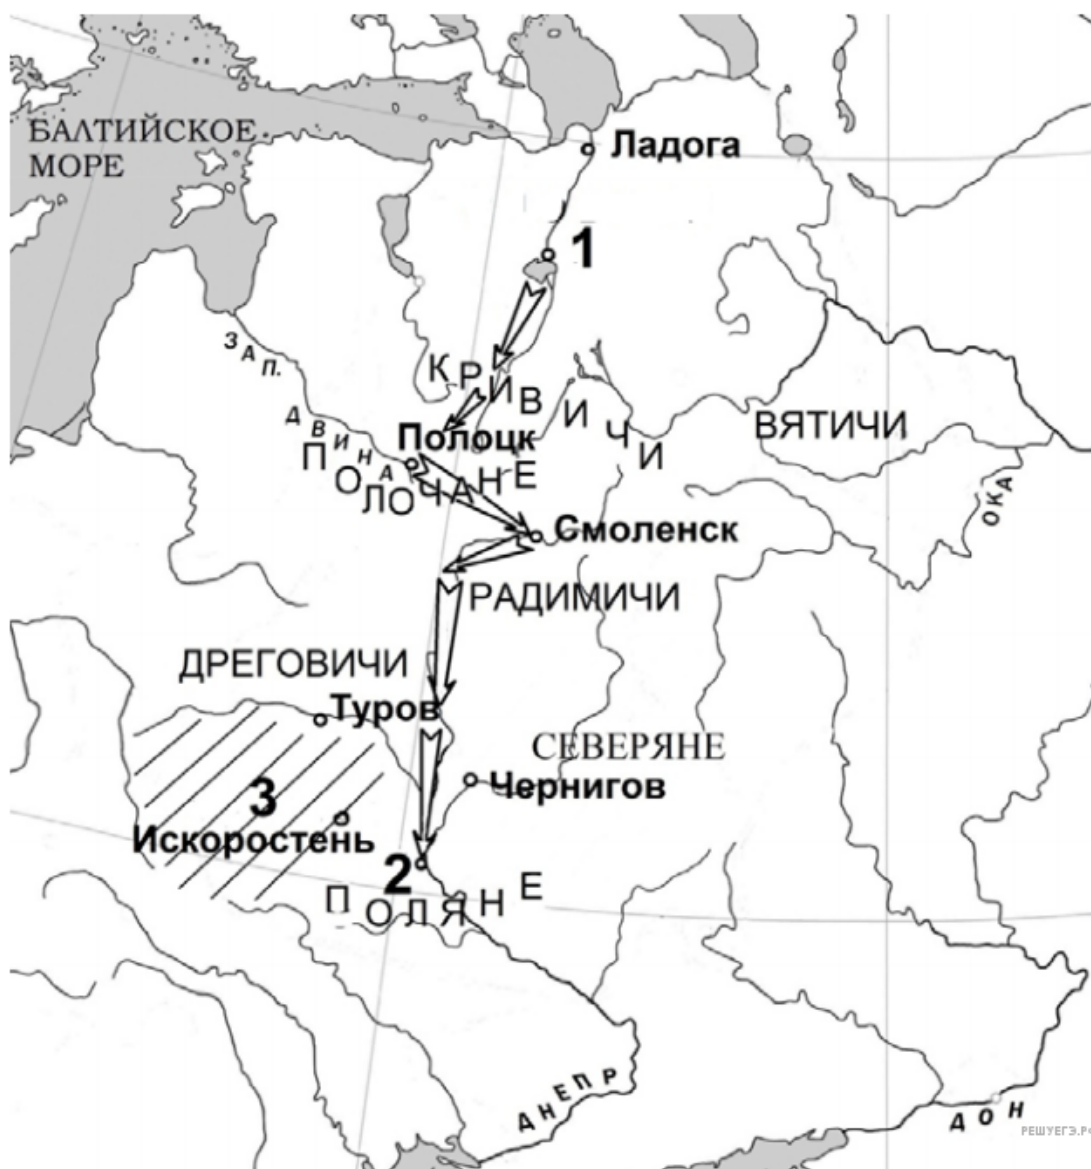 БАЛТИЙСКОЕ
МОРЕ
Ладога
1
ЗАП.
ДВИНА
КРИВИЧИ
ВЯТИЧИ
Полоцк
ПОЛОЧАНЕ
ОКА
Смоленск
РАДИМИЧИ
ДРЕГОВИЧИ
Туров
СЕВЕРЯНЕ
Чернигов
3
Искоростень
2
ПОЛЯНЕ
ДНЕПР
ДОН
РЕШУЕГЭ.РФ